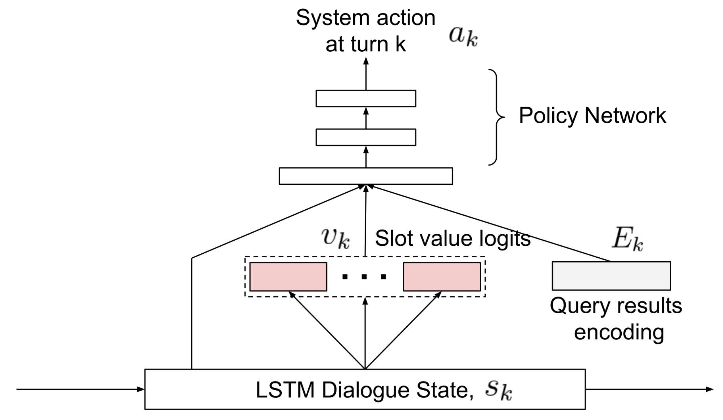 System action
at turn k
a_k
Policy Network
v_k
Slot value logits
E_k
Query results
encoding
LSTM Dialogue State, s_k